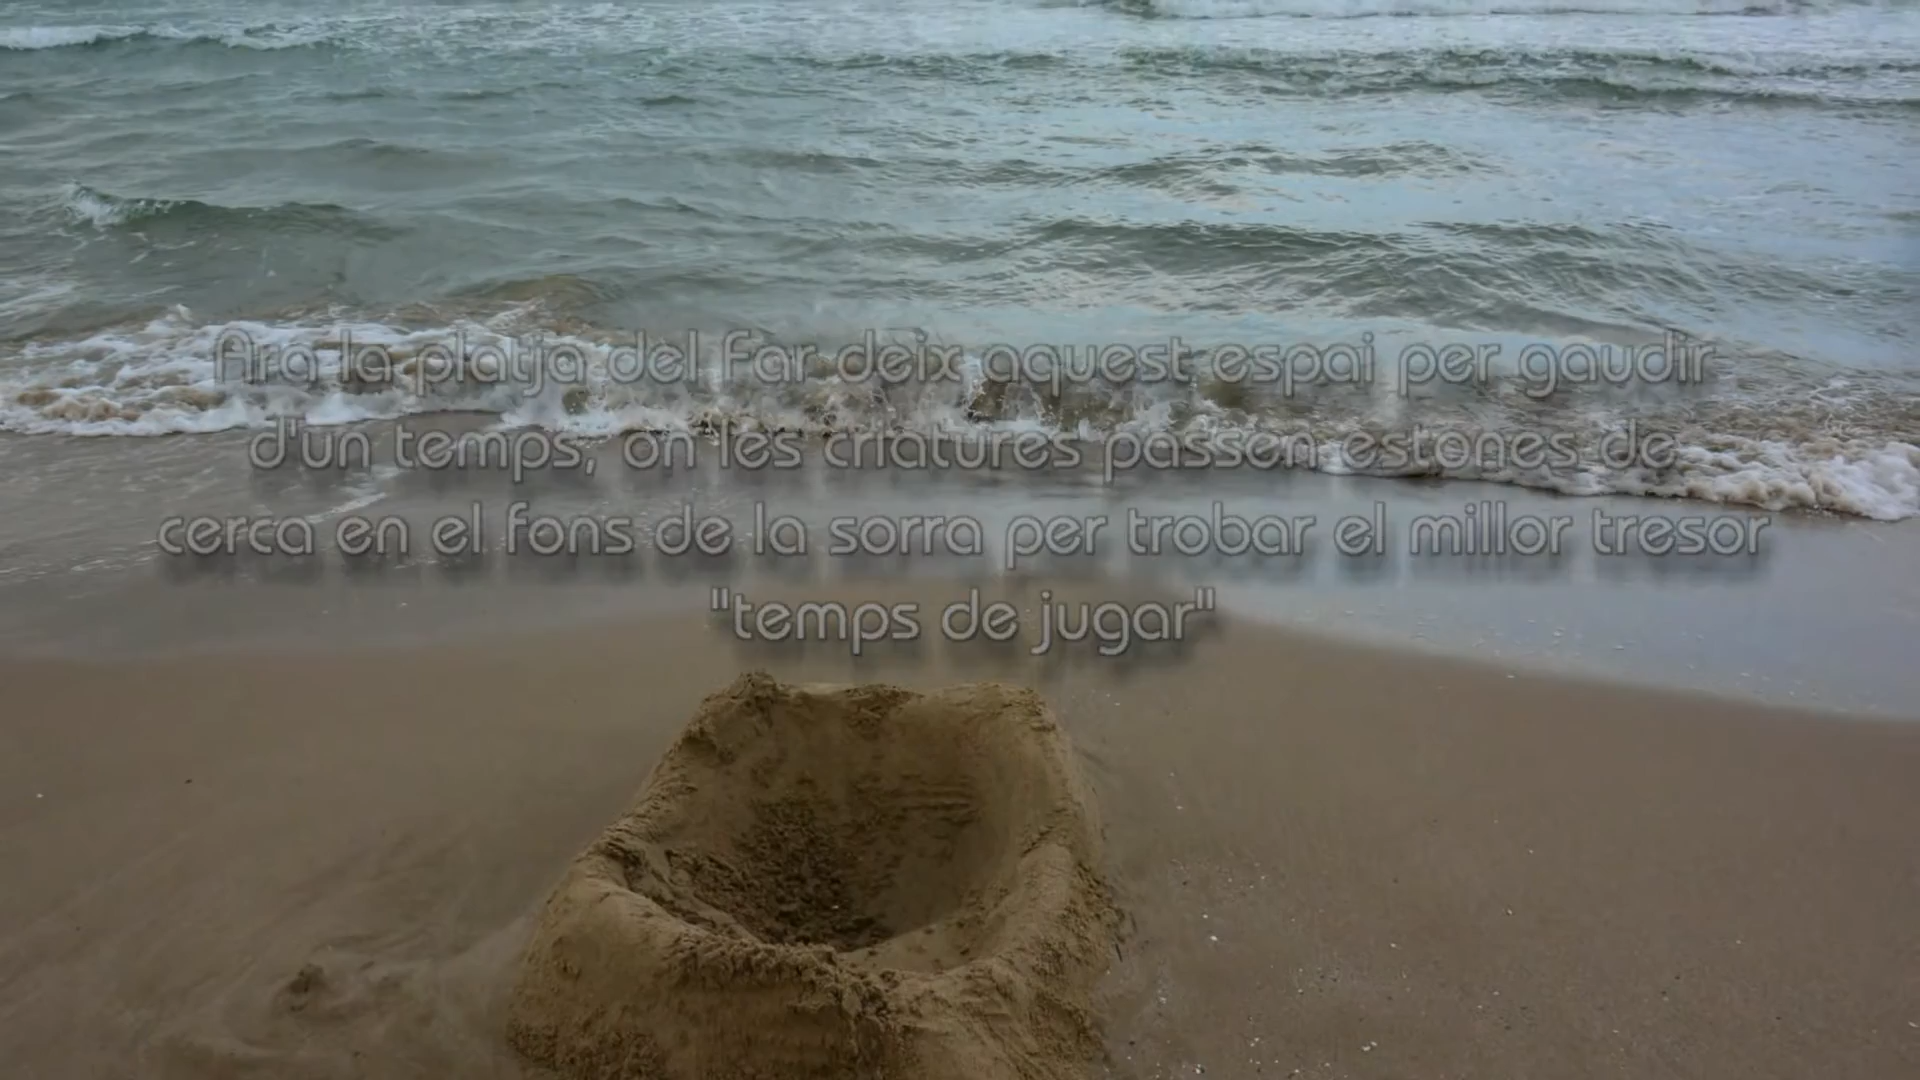 Ara la platja del Far deix aquest espai per gaudir
d'un temps, on les criatures passen estones de
cerca en el fons de la sorra per trobar el millor tresor
"temps de jugar"